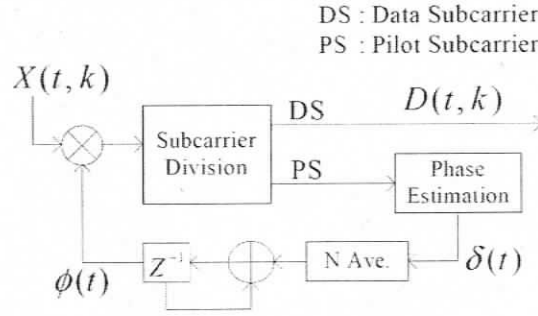 DS : Data Subcarrier
PS : Pilot Subcarrier
X(t,k)
DS D(t,k)
Subcarrier
Division
PS
Phase
Estimation
ϕ(t)
Z⁻¹
N Ave.
δ(t)